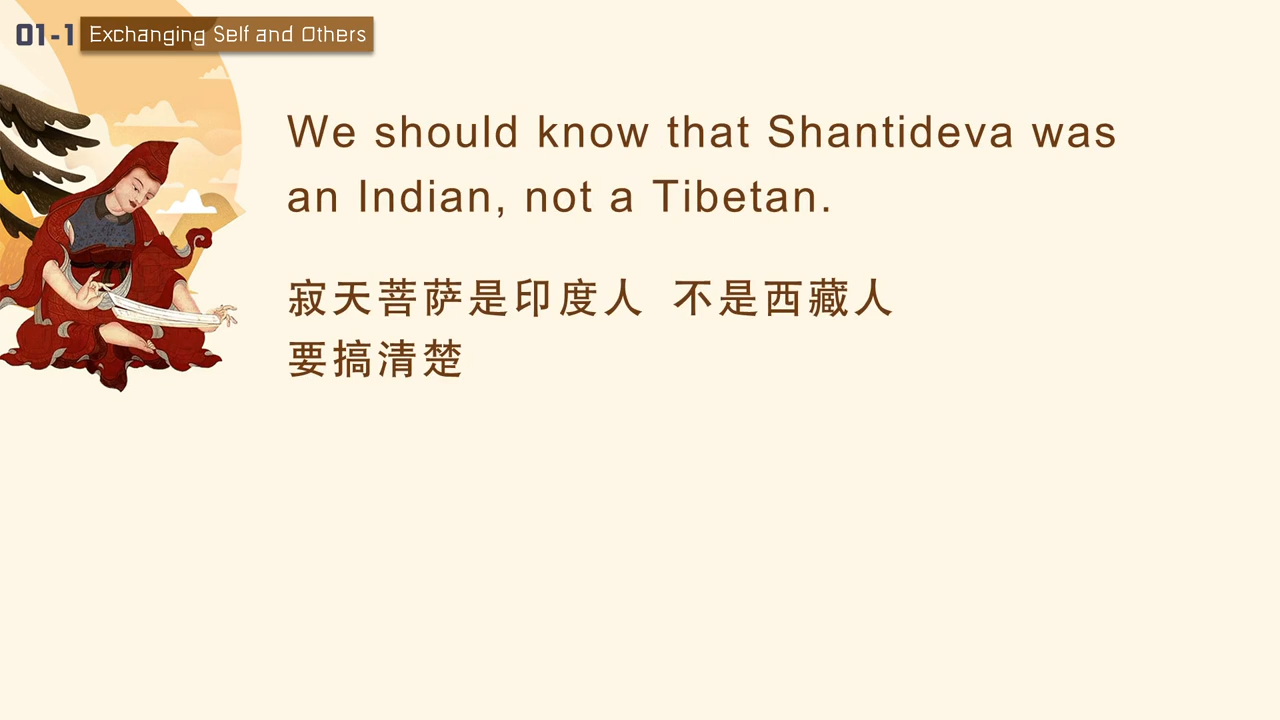 01-1 Exchanging Self and Others
We should know that Shantideva was
an Indian, not a Tibetan.
寂天菩萨是印度人 不是西藏人
要搞清楚